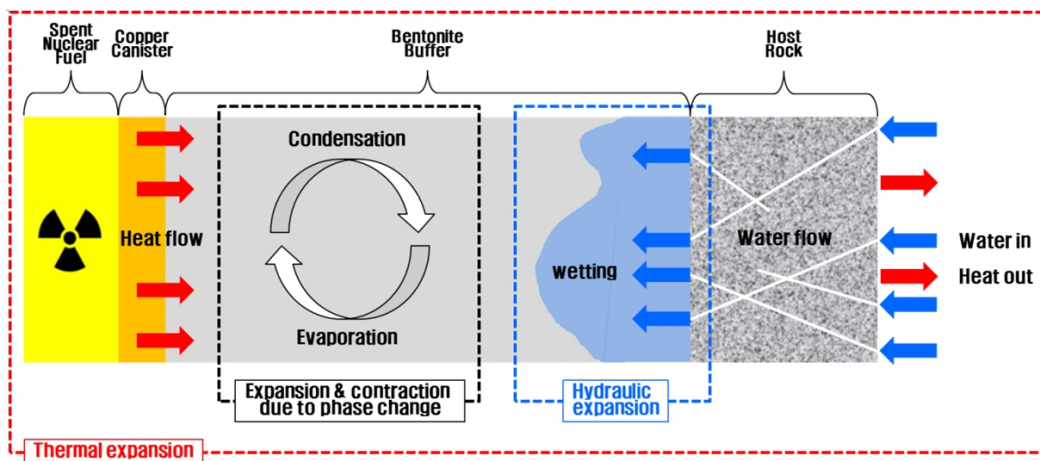 Spent
Nuclear
Fuel
Copper
Canister
Bentonite
Buffer
Host
Rock
Condensation
Heat flow
Evaporation
Wetting
Water flow
Water in
Heat out
Expansion & contraction
due to phase change
Hydraulic
expansion
Thermal expansion